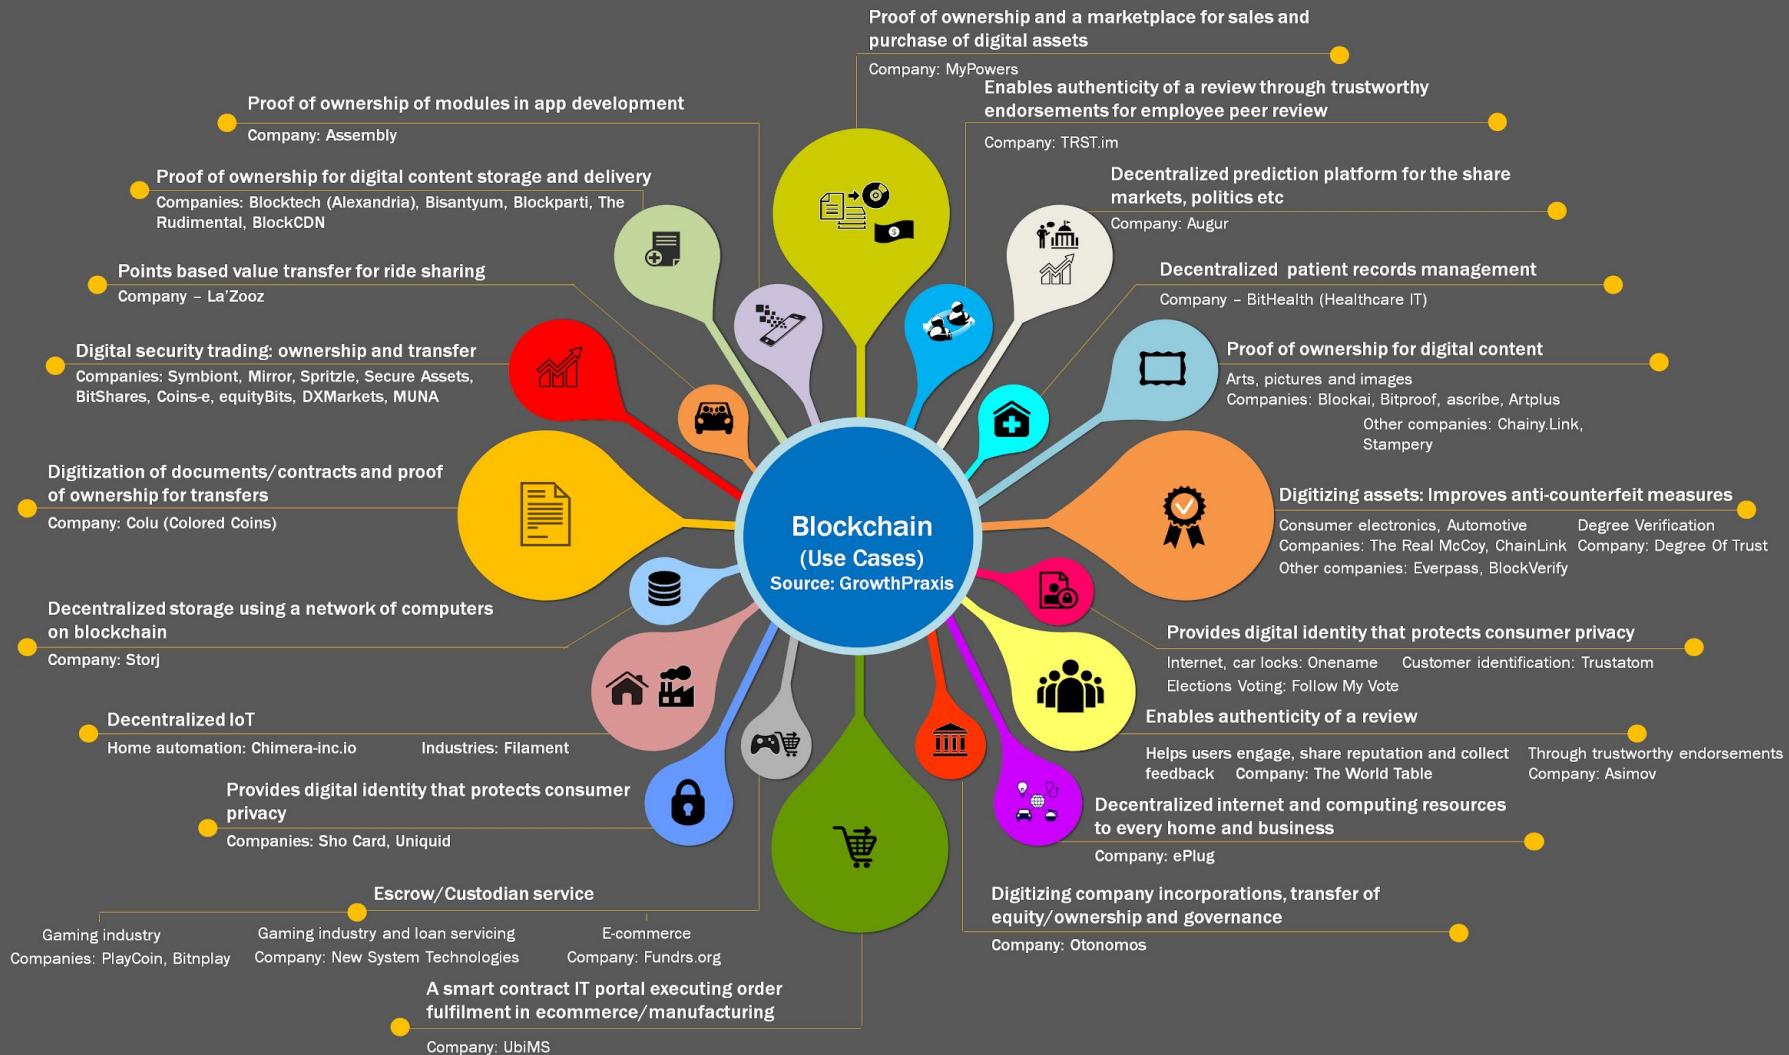 Proof of ownership and a marketplace for sales and
purchase of digital assets
Company: MyPowers
Enables authenticity of a review through trustworthy
endorsements for employee peer review
Company: TRST.im
Decentralized prediction platform for the share
markets, politics etc
Company: Augur
Decentralized patient records management
Company – BitHealth (Healthcare IT)
Proof of ownership for digital content
Arts, pictures and images
Companies: Blockai, Bitproof, ascribe, Artplus
Other companies: Chainy.Link,
Stampery
Digitizing assets: Improves anti-counterfeit measures
Consumer electronics, Automotive
Companies: The Real McCoy, ChainLink
Degree Verification
Company: Degree Of Trust
Other companies: Everpass, BlockVerify
Provides digital identity that protects consumer privacy
Internet, car locks: Onename
Customer identification: Trustatom
Elections Voting: Follow My Vote
Enables authenticity of a review
Helps users engage, share reputation and collect
feedback Company: The World Table
Through trustworthy endorsements
Company: Asimov
Decentralized internet and computing resources
to every home and business
Company: ePlug
Digitizing company incorporations, transfer of
equity/ownership and governance
Company: Otonomos
Proof of ownership of modules in app development
Company: Assembly
Proof of ownership for digital content storage and delivery
Companies: Blocktech (Alexandria), Bisantyum, Blockparti, The
Rudimental, BlockCDN
Points based value transfer for ride sharing
Company – La'Zooz
Digital security trading: ownership and transfer
Companies: Symbiont, Mirror, Spritzle, Secure Assets,
BitShares, Coins-e, equityBits, DXMarkets, MUNA
Digitization of documents/contracts and proof
of ownership for transfers
Company: Colu (Colored Coins)
Decentralized storage using a network of computers
on blockchain
Company: Storj
Decentralized IoT
Home automation: Chimera-inc.io
Industries: Filament
Provides digital identity that protects consumer
privacy
Companies: Sho Card, Uniquid
Escrow/Custodian service
Gaming industry
Companies: PlayCoin, Bitnplay
Gaming industry and loan servicing
Company: New System Technologies
E-commerce
Company: Fundrs.org
A smart contract IT portal executing order
fulfilment in ecommerce/manufacturing
Company: UbiMS
Blockchain
(Use Cases)
Source: GrowthPraxis